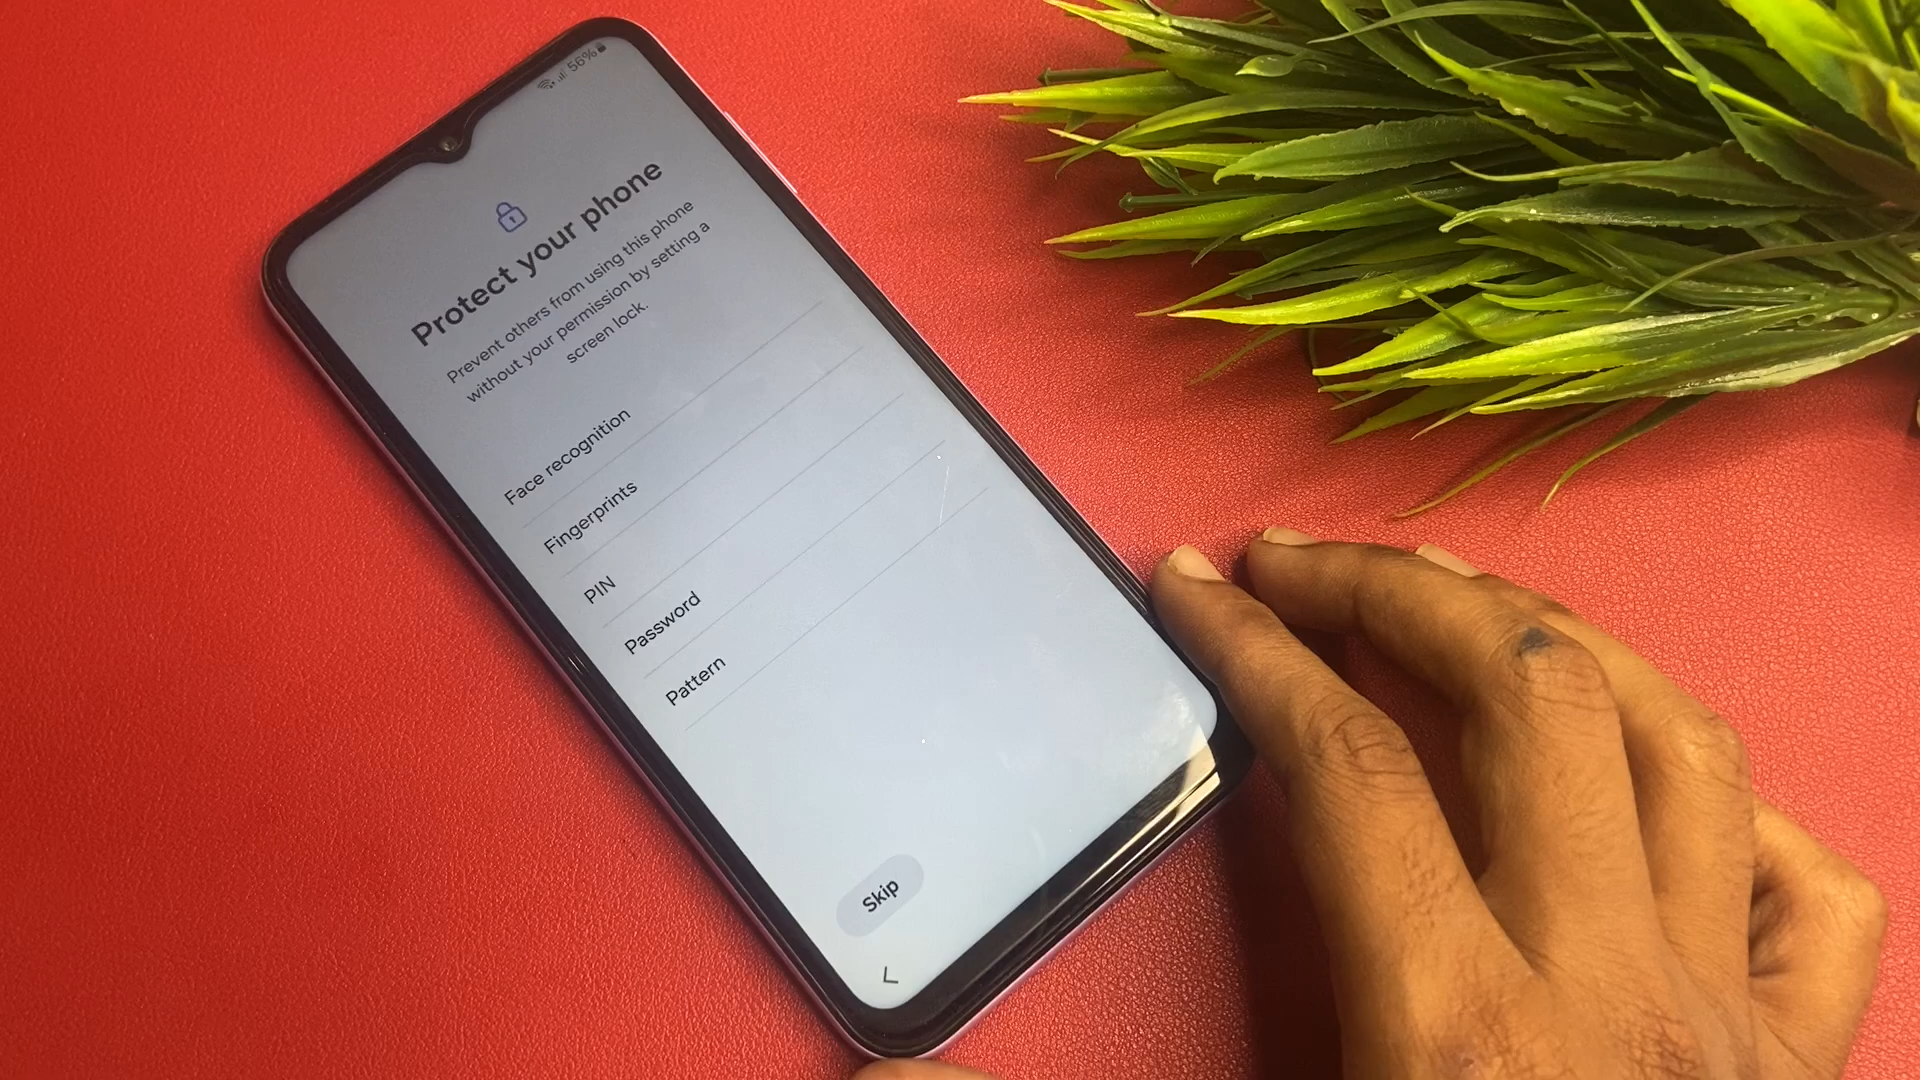 56%
Protect your phone
Prevent others from using this phone
without your permission by setting a
screen lock.
Face recognition
Fingerprints
PIN
Password
Pattern
Skip